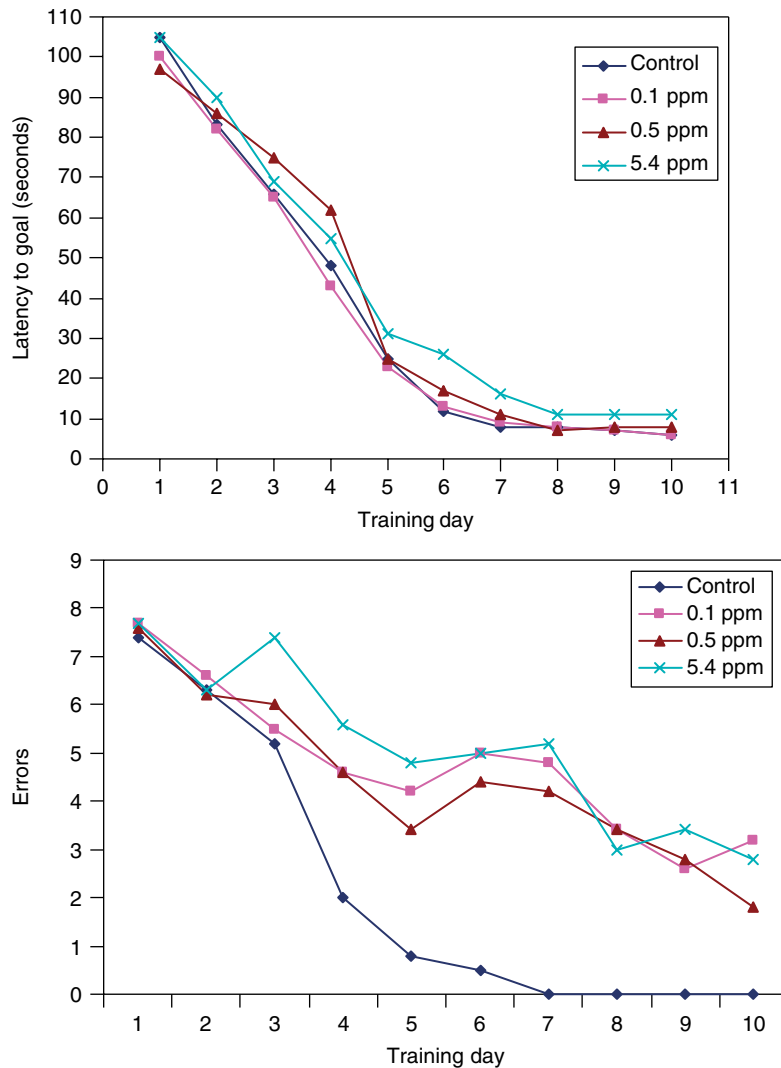 110
100
90
80
70
60
50
40
30
20
10
0
Latency to goal (seconds)
Control
0.1 ppm
0.5 ppm
5.4 ppm
0 1 2 3 4 5 6 7 8 9 10 11
Training day
9
8
7
6
5
4
3
2
1
0
Errors
Control
0.1 ppm
0.5 ppm
5.4 ppm
1 2 3 4 5 6 7 8 9 10
Training day